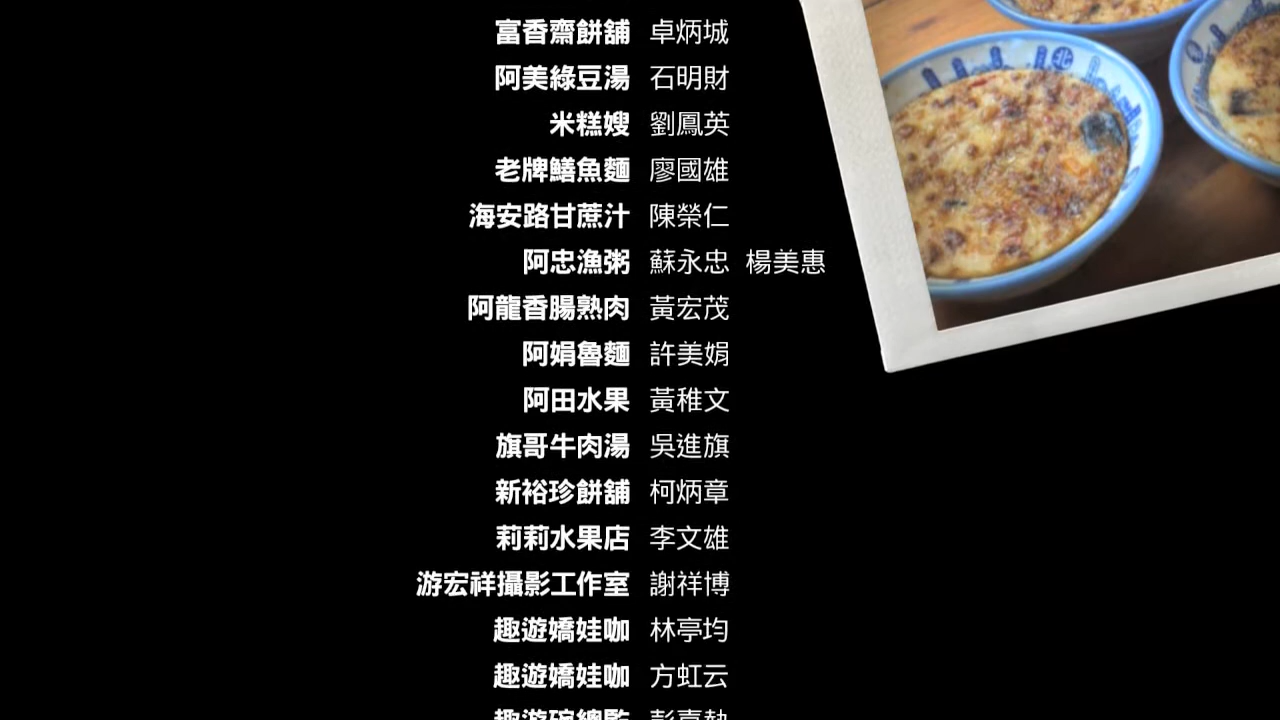 富香齋餅舖 卓炳城
阿美綠豆湯 石明財
米糕嫂 劉鳳英
老牌鱔魚麵 廖國雄
海安路甘蔗汁 陳榮仁
阿忠漁粥 蘇永忠 楊美惠
阿龍香腸熟肉 黃宏茂
阿娟魯麵 許美娟
阿田水果 黃稚文
旗哥牛肉湯 吳進旗
新裕珍餅舖 柯炳章
莉莉水果店 李文雄
游宏祥攝影工作室 謝祥博
趣遊嬌娃咖 林亭均
趣遊嬌娃咖 方虹云